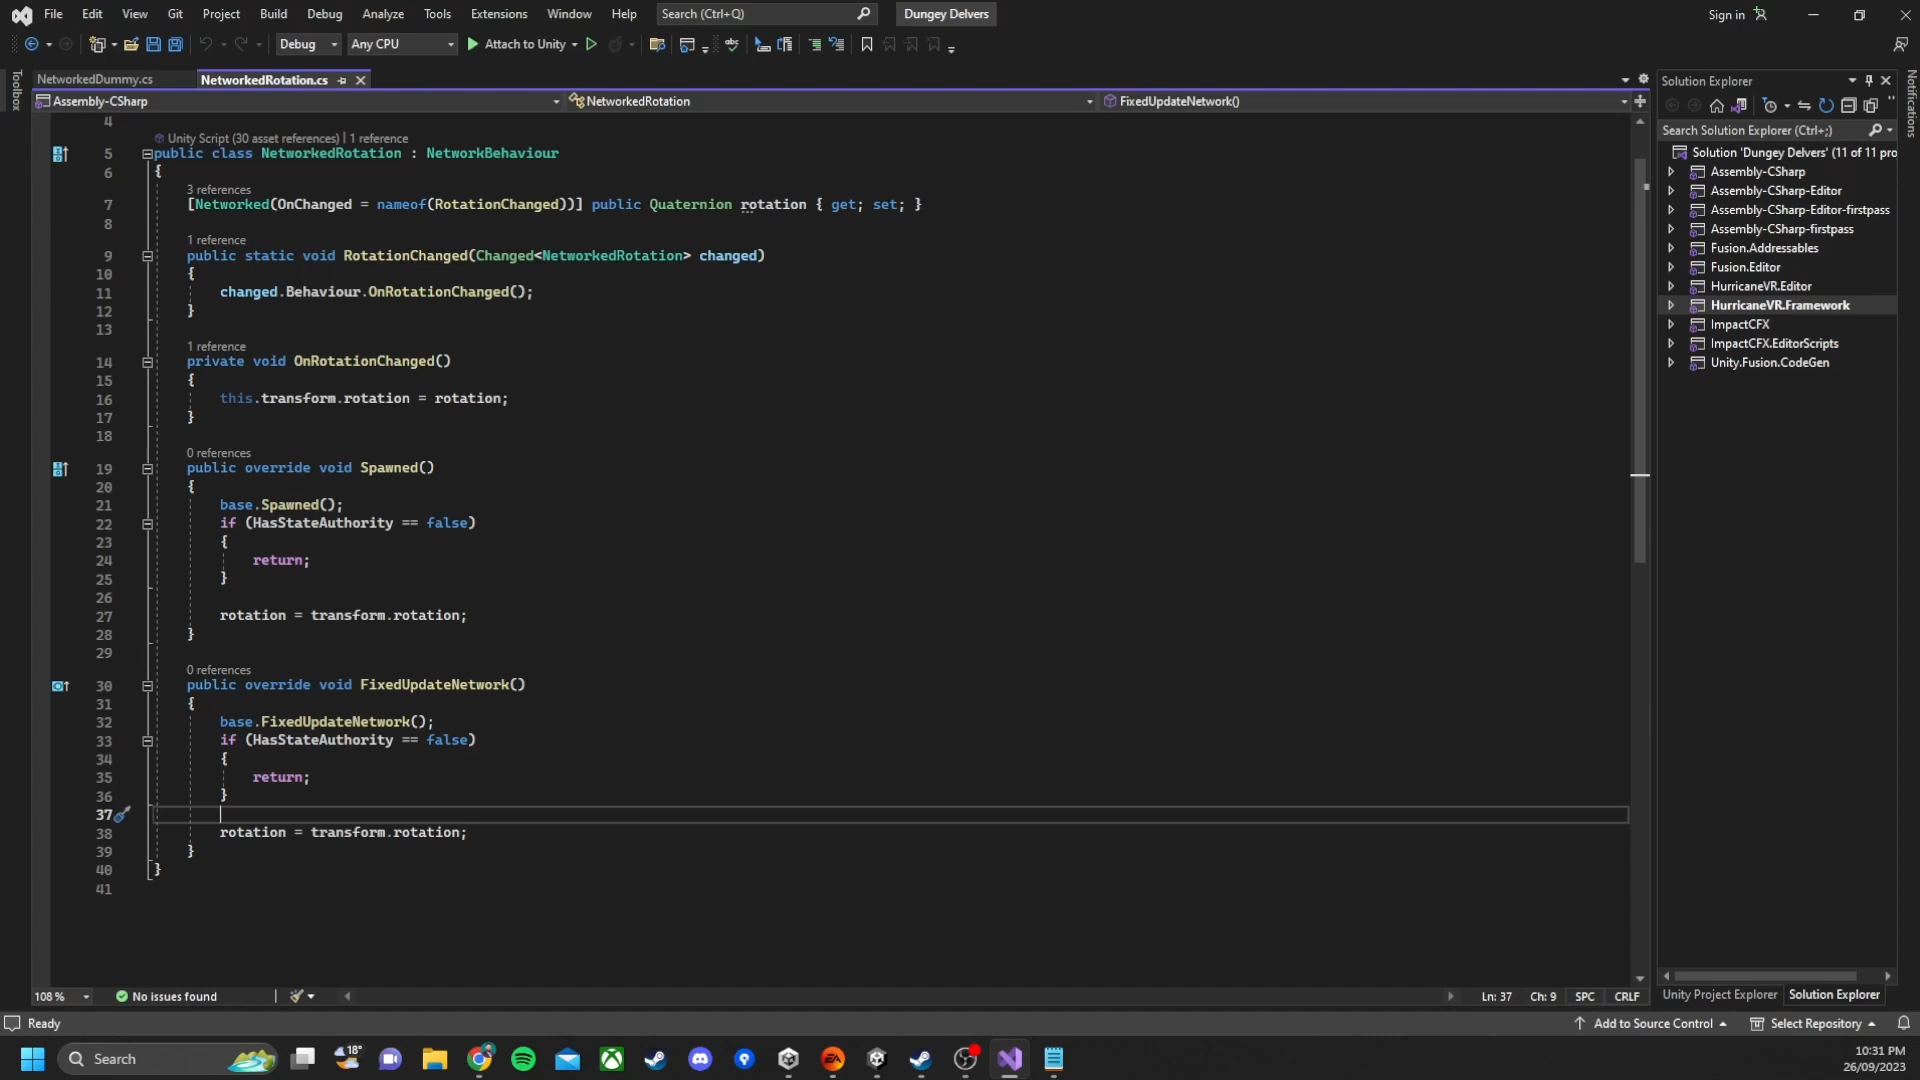 File Edit View Git Project Build Debug Analyze Tools Extensions Window Help Search (Ctrl+Q) Dungey Delvers Sign in
Debug Any CPU Attach to Unity
Toolbox
NetworkedDummy.cs NetworkedRotation.cs
Assembly-CSharp NetworkedRotation FixedUpdateNetwork()
4
Unity Script (30 asset references) | 1 reference
5 public class NetworkedRotation : NetworkBehaviour
6 {
3 references
7 [Networked(OnChanged = nameof(RotationChanged))] public Quaternion rotation { get; set; }
8
1 reference
9 public static void RotationChanged(Changed<NetworkedRotation> changed)
10 {
11 changed.Behaviour.OnRotationChanged();
12 }
13
1 reference
14 private void OnRotationChanged()
15 {
16 this.transform.rotation = rotation;
17 }
18
0 references
19 public override void Spawned()
20 {
21 base.Spawned();
22 if (HasStateAuthority == false)
23 {
24 return;
25 }
26
27 rotation = transform.rotation;
28 }
29
0 references
30 public override void FixedUpdateNetwork()
31 {
32 base.FixedUpdateNetwork();
33 if (HasStateAuthority == false)
34 {
35 return;
36 }
37
38 rotation = transform.rotation;
39 }
40 }
41
108 % No issues found Ln: 37 Ch: 9 SPC CRLF
Solution Explorer
Search Solution Explorer (Ctrl+;)
Solution 'Dungey Delvers' (11 of 11 pro
Assembly-CSharp
Assembly-CSharp-Editor
Assembly-CSharp-Editor-firstpass
Assembly-CSharp-firstpass
Fusion.Addressables
Fusion.Editor
HurricaneVR.Editor
HurricaneVR.Framework
ImpactCFX
ImpactCFX.EditorScripts
Unity.Fusion.CodeGen
Unity Project Explorer Solution Explorer
Notifications
Ready Add to Source Control Select Repository
Search 18° 10:31 PM
26/09/2023